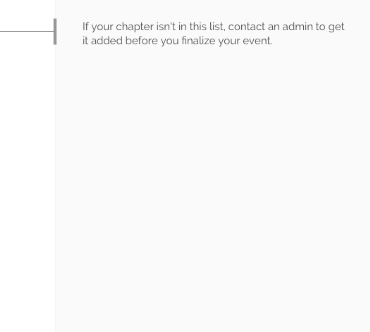 If your chapter isn't in this list, contact an admin to get
it added before you finalize your event.